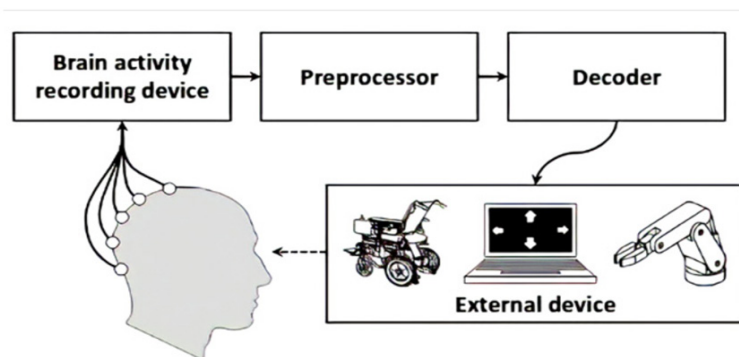 Brain activity
recording device
Preprocessor
Decoder
External device